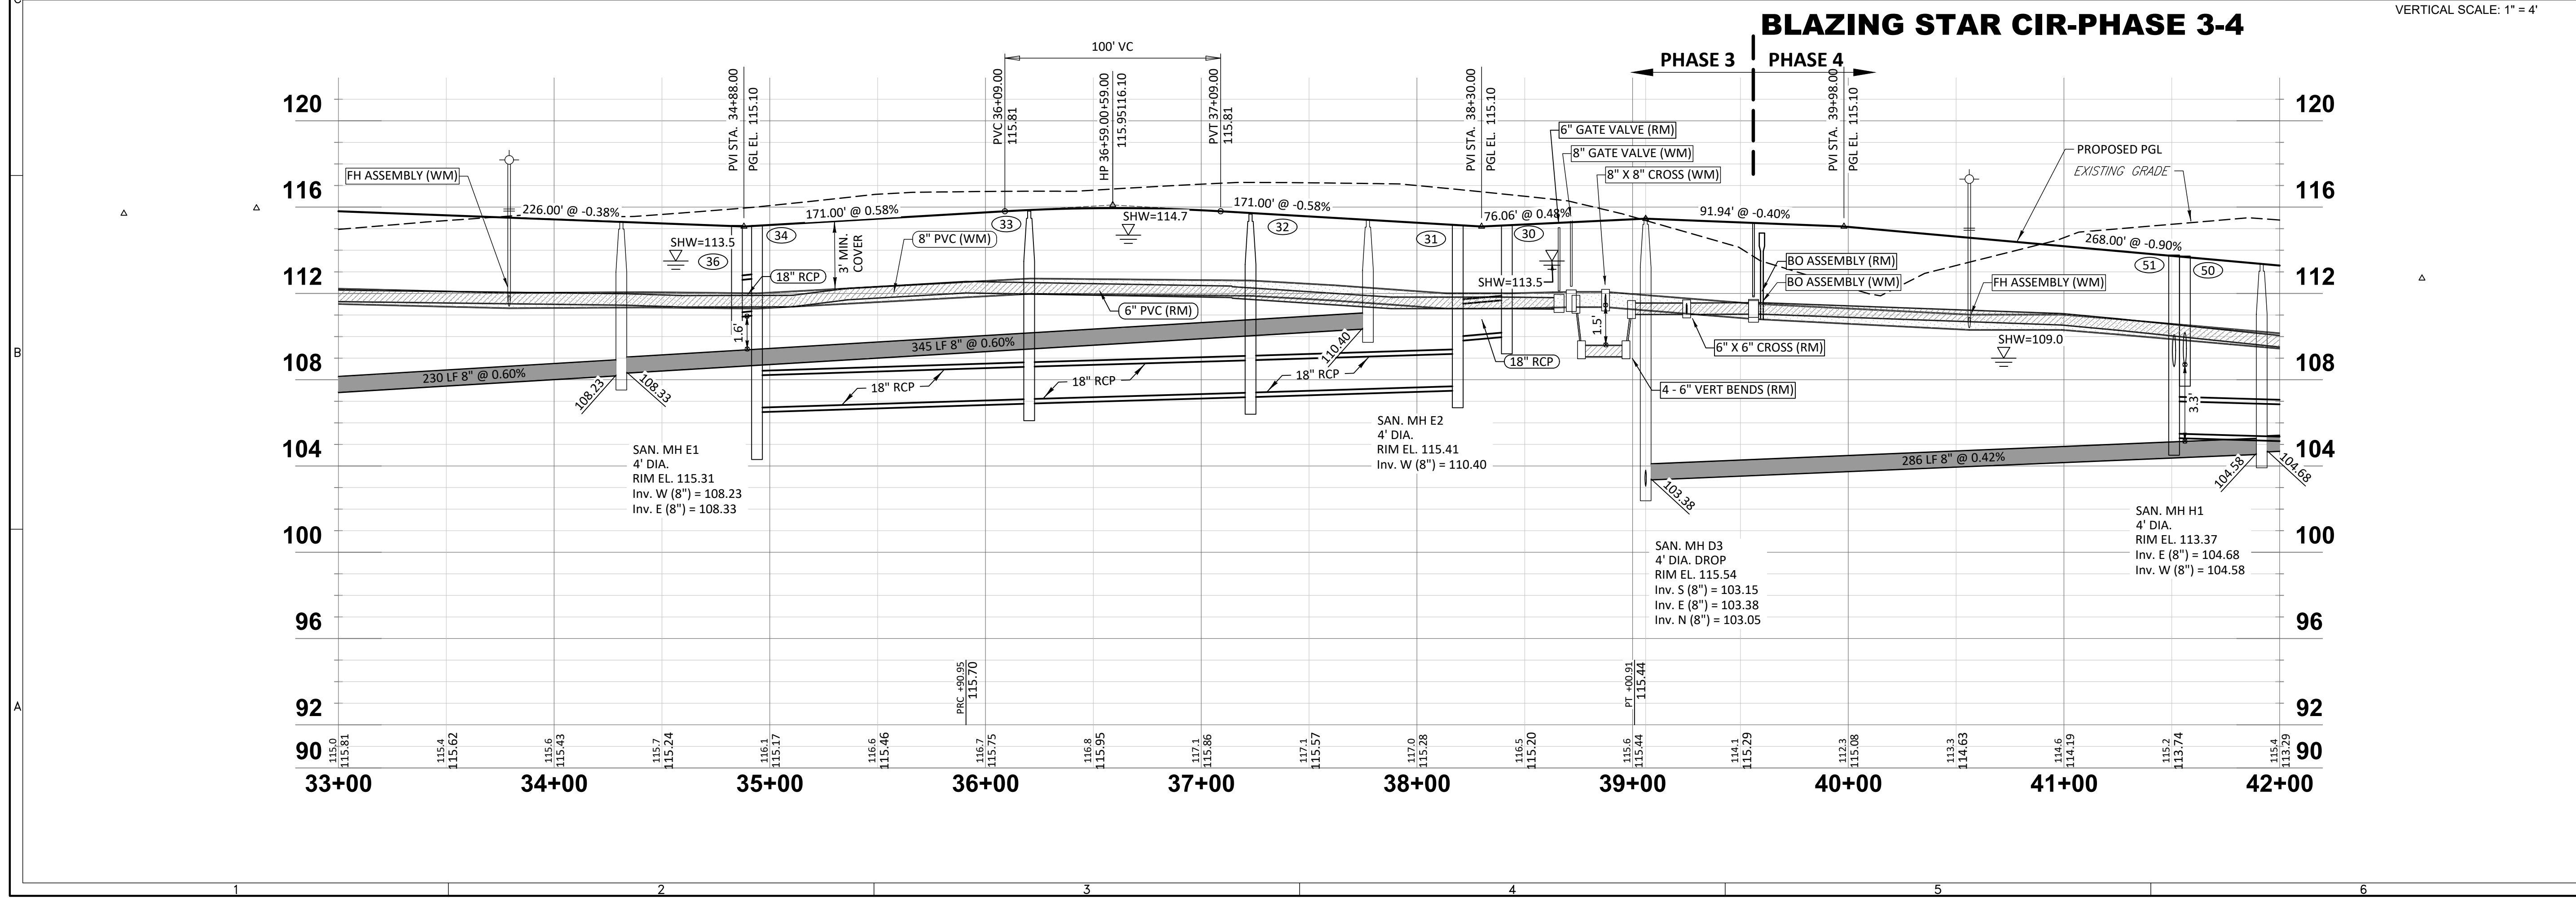 VERTICAL SCALE: 1" = 4'
BLAZING STAR CIR-PHASE 3-4
PHASE 3
PHASE 4
100' VC
PVI STA. 34+88.00
PGL EL. 115.10
PVC 36+09.00
115.81
HP 36+59.00+59.00
115.95116.10
PVT 37+09.00
115.81
PVI STA. 38+30.00
PGL EL. 115.10
PVI STA. 39+98.00
PGL EL. 115.10
120
120
6" GATE VALVE (RM)
8" GATE VALVE (WM)
8" X 8" CROSS (WM)
PROPOSED PGL
EXISTING GRADE
FH ASSEMBLY (WM)
116
116
226.00' @ -0.38%
171.00' @ 0.58%
171.00' @ -0.58%
76.06' @ 0.48%
91.94' @ -0.40%
268.00' @ -0.90%
SHW=113.5
36
34
3' MIN.
COVER
8" PVC (WM)
33
SHW=114.7
32
31
30
SHW=113.5
51
50
BO ASSEMBLY (RM)
BO ASSEMBLY (WM)
FH ASSEMBLY (WM)
112
112
18" RCP
6" PVC (RM)
1.6'
1.5'
18" RCP
6" X 6" CROSS (RM)
SHW=109.0
108
108
230 LF 8" @ 0.60%
345 LF 8" @ 0.60%
108.23
108.33
110.40
18" RCP
18" RCP
18" RCP
4 - 6" VERT BENDS (RM)
3.3'
104
104
SAN. MH E1
4' DIA.
RIM EL. 115.31
Inv. W (8") = 108.23
Inv. E (8") = 108.33
SAN. MH E2
4' DIA.
RIM EL. 115.41
Inv. W (8") = 110.40
286 LF 8" @ 0.42%
103.38
104.58
104.68
100
100
SAN. MH D3
4' DIA. DROP
RIM EL. 115.54
Inv. S (8") = 103.15
Inv. E (8") = 103.38
Inv. N (8") = 103.05
SAN. MH H1
4' DIA.
RIM EL. 113.37
Inv. E (8") = 104.68
Inv. W (8") = 104.58
96
96
PRC +90.95
115.70
PT +00.91
115.44
92
92
90
90
115.0
115.81
115.4
115.62
115.6
115.43
115.7
115.24
116.1
115.17
116.6
115.46
116.7
115.75
116.8
115.95
117.1
115.86
117.1
115.57
117.0
115.28
116.5
115.20
115.6
115.44
114.1
115.29
112.3
115.08
113.3
114.63
114.6
114.19
115.2
113.74
115.4
113.29
33+00
34+00
35+00
36+00
37+00
38+00
39+00
40+00
41+00
42+00
B
A
1
2
3
4
5
6